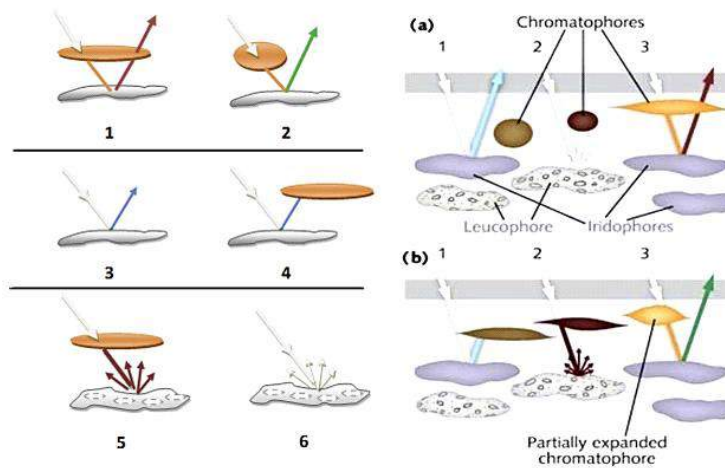 1 2
3 4
5 6
(a) Chromatophores
1 2 3
Leucophore Iridophores
(b) 1 2 3
Partially expanded
chromatophore